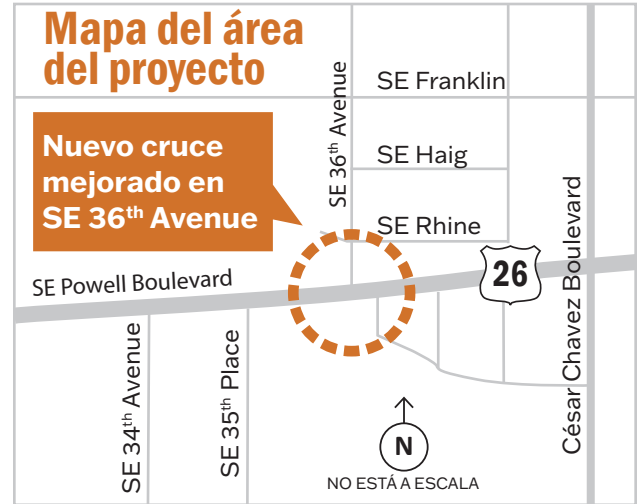 Mapa del área
del proyecto
SE Franklin
SE 36th Avenue
Nuevo cruce
mejorado en
SE 36th Avenue
SE Haig
SE Rhine
SE Powell Boulevard
26
César Chavez Boulevard
SE 34th Avenue
SE 35th Place
N
NO ESTÁ A ESCALA